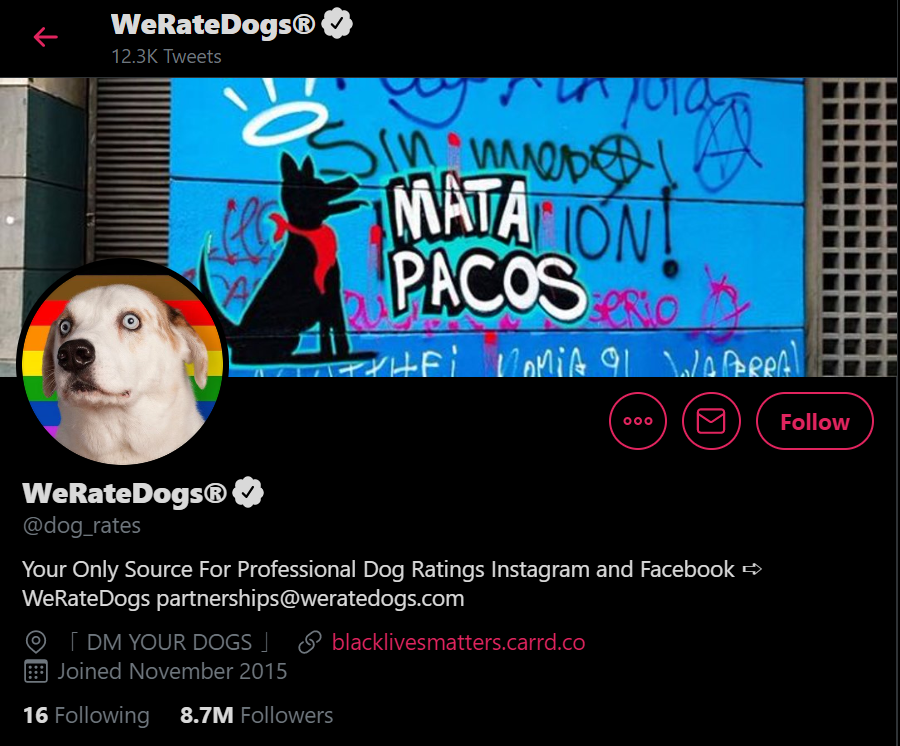 WeRateDogs®
12.3K Tweets
Sin miedo!
MATA
PACOS
IÓN!
SERIO
WeRateDogs®
@dog_rates
Follow
Your Only Source For Professional Dog Ratings Instagram and Facebook ➪
WeRateDogs partnerships@weratedogs.com
「 DM YOUR DOGS 」 blacklivesmatters.carrd.co
Joined November 2015
16 Following 8.7M Followers